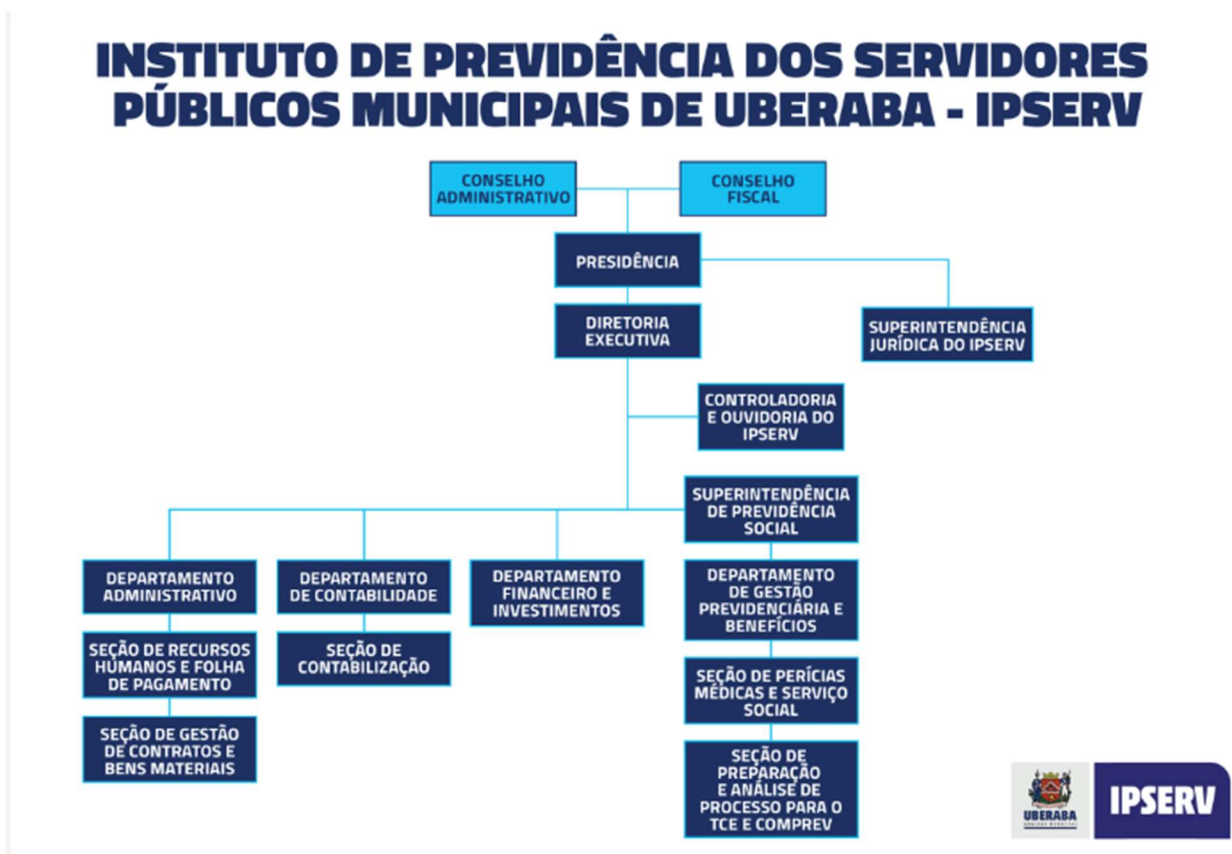 INSTITUTO DE PREVIDÊNCIA DOS SERVIDORES
PÚBLICOS MUNICIPAIS DE UBERABA - IPSERV
CONSELHO
ADMINISTRATIVO
CONSELHO
FISCAL
PRESIDÊNCIA
DIRETORIA
EXECUTIVA
SUPERINTENDÊNCIA
JURÍDICA DO IPSERV
CONTROLADORIA
E OUVIDORIA DO
IPSERV
SUPERINTENDÊNCIA
DE PREVIDÊNCIA
SOCIAL
DEPARTAMENTO
ADMINISTRATIVO
DEPARTAMENTO
DE CONTABILIDADE
DEPARTAMENTO
FINANCEIRO E
INVESTIMENTOS
DEPARTAMENTO
DE GESTÃO
PREVIDENCIÁRIA E
BENEFÍCIOS
SEÇÃO DE RECURSOS
HUMANOS E FOLHA
DE PAGAMENTO
SEÇÃO DE
CONTABILIZAÇÃO
SEÇÃO DE PERÍCIAS
MÉDICAS E SERVIÇO
SOCIAL
SEÇÃO DE GESTÃO
DE CONTRATOS E
BENS MATERIAIS
SEÇÃO DE
PREPARAÇÃO
E ANÁLISE DE
PROCESSO PARA O
TCE E COMPREV
UBERABA
IPSERV